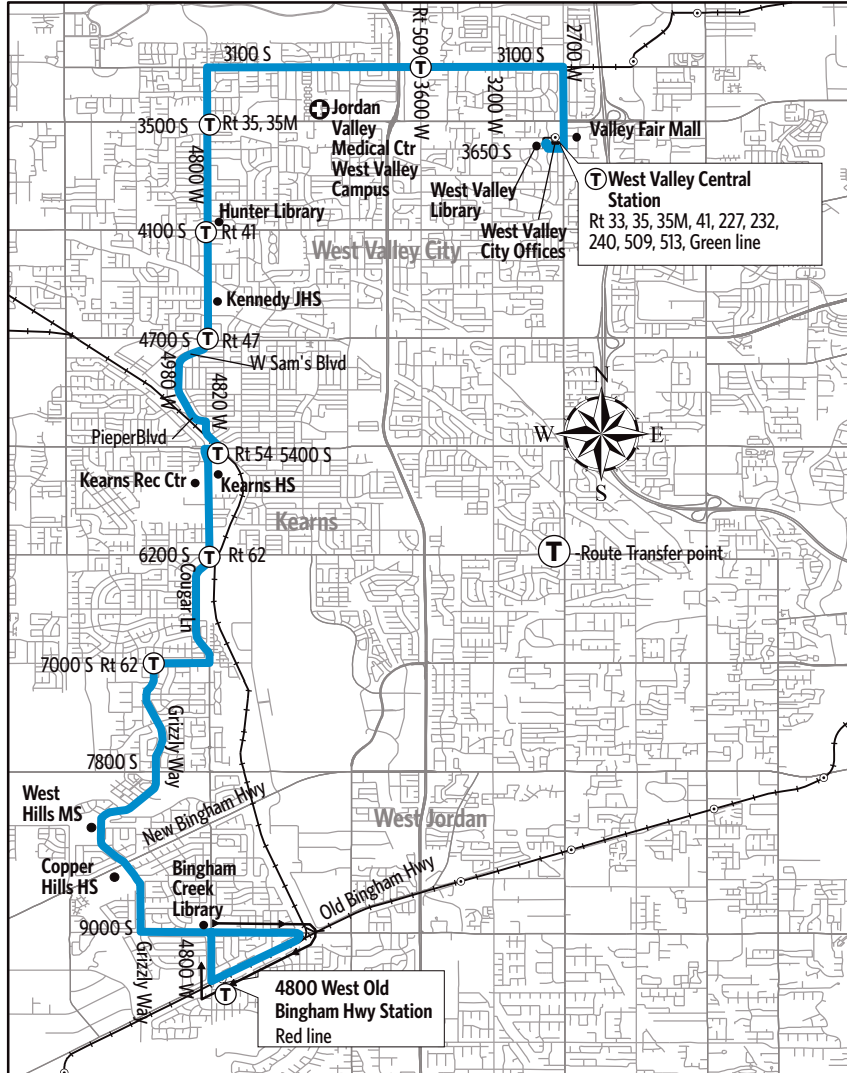 Rt 509
2700 W
3100 S
3100 S
T
3600 W
3200 W
Jordan
Valley
Medical Ctr
West Valley
Campus
3500 S
T
Rt 35, 35M
4800 W
3650 S
Valley Fair Mall
West Valley
Library
West Valley
City Offices
T West Valley Central
Station
Rt 33, 35, 35M, 41, 227, 232,
240, 509, 513, Green line
Hunter Library
4100 S
T
Rt 41
West Valley City
Kennedy JHS
4700 S
T
Rt 47
W Sam's Blvd
4980 W
4820 W
PieperBlvd
N
W
E
S
T
Rt 54
5400 S
Kearns Rec Ctr
Kearns HS
Kearns
6200 S
T
Rt 62
T
-Route Transfer point
Cougar Ln
7000 S
Rt 62
T
Grizzly Way
7800 S
West
Hills MS
New Bingham Hwy
West Jordan
Copper
Hills HS
Bingham
Creek
Library
Old Bingham Hwy
9000 S
Grizzly Way
4800 W
T
4800 West Old
Bingham Hwy Station
Red line